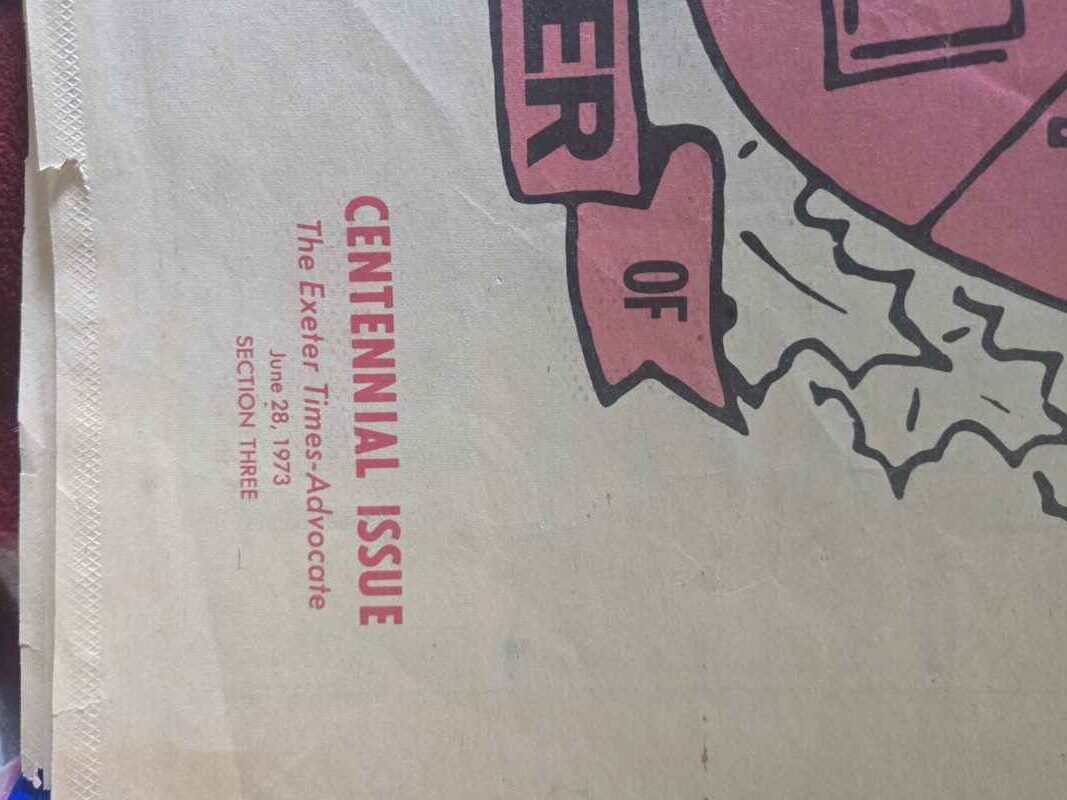 ER
OF
CENTENNIAL ISSUE
The Exeter Times-Advocate
June 28, 1973
SECTION THREE